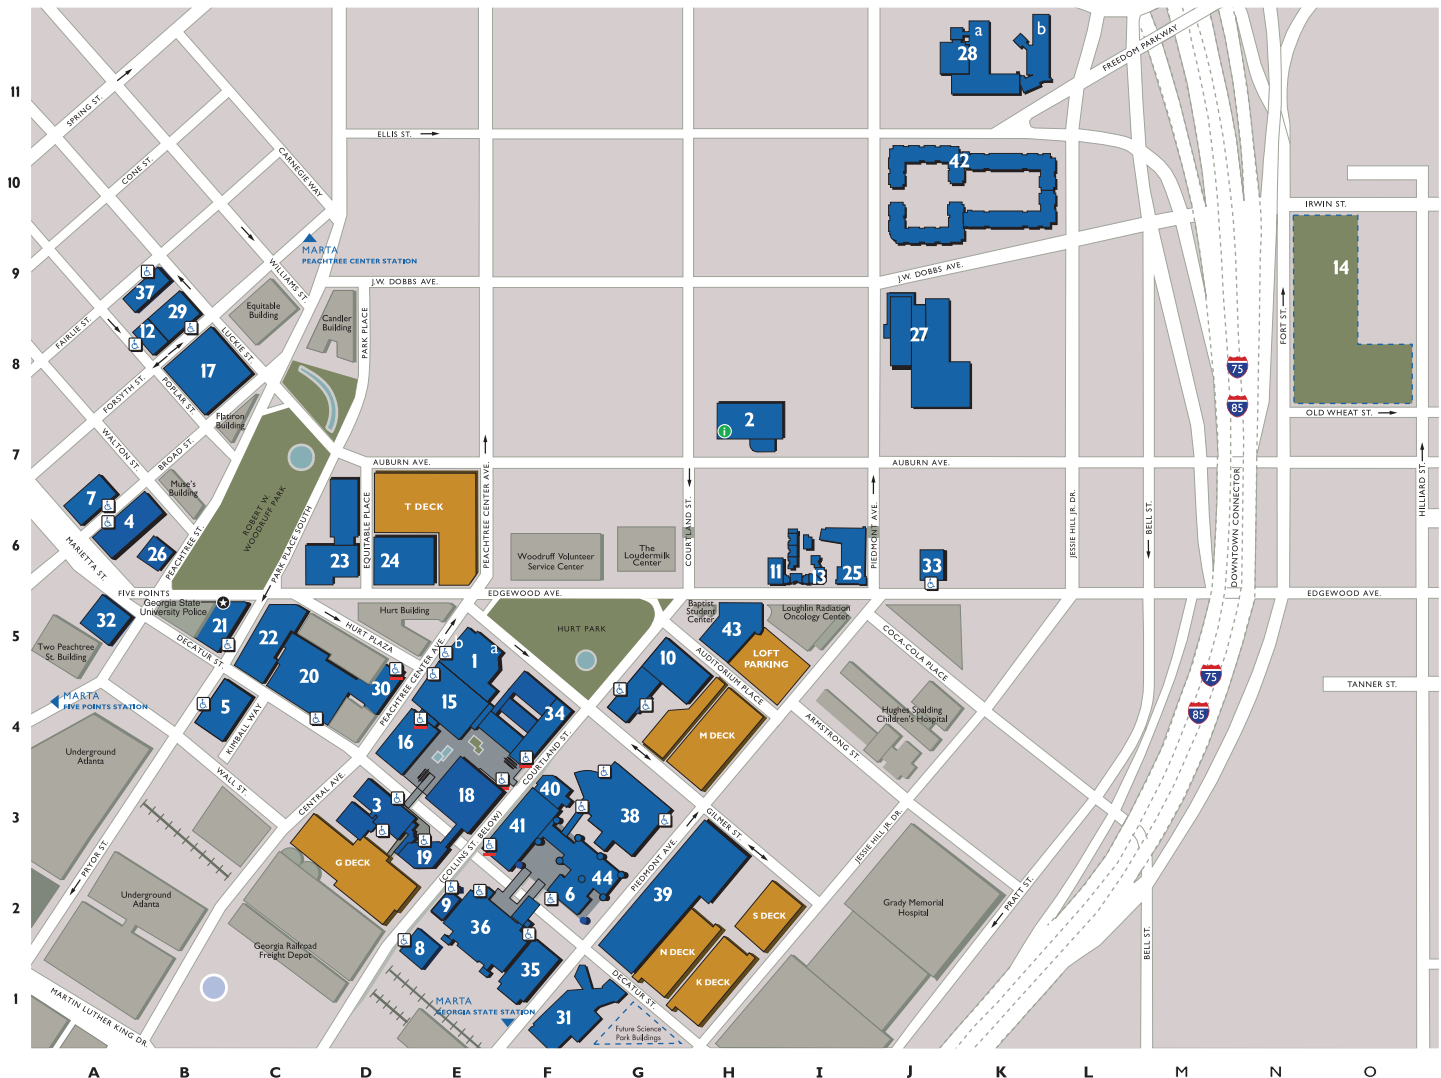 11
10
9
8
7
6
5
4
3
2
1
A
B
C
D
E
F
G
H
I
J
K
L
M
N
O
SPRING ST.
CONE ST.
CARNEGIE WAY
ELLIS ST.
FREEDOM PARKWAY
a
b
28
42
IRWIN ST.
14
MARTA
PEACHTREE CENTER STATION
WILLIAMS ST.
J.W. DOBBS AVE.
J.W. DOBBS AVE.
FORT ST.
37
29
12
17
FAIRLIE ST.
LUCKIE ST.
Equitable
Building
Candler
Building
PARK PLACE
27
75
85
OLD WHEAT ST.
FORSYTH ST.
POPLAR ST.
Flatiron
Building
WALTON ST.
BROAD ST.
Muse's
Building
2
i
AUBURN AVE.
AUBURN AVE.
PEACHTREE CENTER AVE.
COURTLAND ST.
PIEDMONT AVE.
JESSIE HILL JR. DR.
BELL ST.
DOWNTOWN CONNECTOR
HILLIARD ST.
7
4
26
MARIETTA ST.
PEACHTREE ST.
ROBERT W.
WOODRUFF PARK
PARK PLACE SOUTH
T DECK
EQUITABLE PLACE
23
24
Woodruff Volunteer
Service Center
The
Loudermilk
Center
11
13
25
33
FIVE POINTS
EDGEWOOD AVE.
EDGEWOOD AVE.
Georgia State
University Police
32
21
22
Two Peachtree
St. Building
DECATUR ST.
HURT PLAZA
Hurt Building
HURT PARK
Baptist
Student
Center
43
Loughlin Radiation
Oncology Center
COCA-COLA PLACE
LOFT
PARKING
20
30
PEACHTREE CENTER AVE.
b
1
a
15
34
10
AUDITORIUM PLACE
TANNER ST.
75
85
MARTA
FIVE POINTS STATION
5
KIMBALL WAY
16
M DECK
ARMSTRONG ST.
Hughes Spalding
Children's Hospital
Underground
Atlanta
WALL ST.
CENTRAL AVE.
COURTLAND ST.
3
18
40
41
38
GILMER ST.
JESSIE HILL JR. DR.
G DECK
19
(COLLINS ST. BELOW)
PIEDMONT AVE.
PRYOR ST.
Underground
Atlanta
6
44
39
S DECK
Grady Memorial
Hospital
PRATT ST.
BELL ST.
9
36
8
Georgia Railroad
Freight Depot
35
N DECK
K DECK
DECATUR ST.
MARTIN LUTHER KING DR.
MARTA
GEORGIA STATE STATION
31
Future Science
Park Buildings